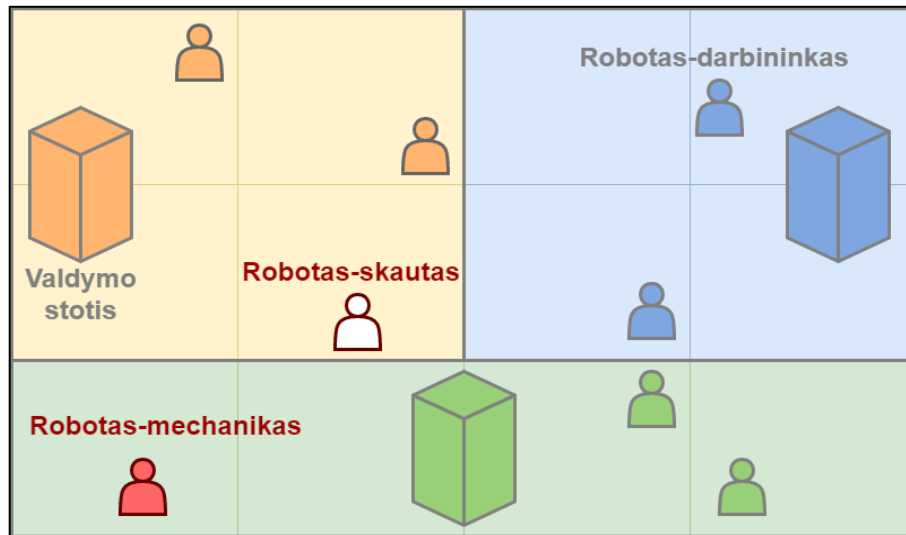 Robotas-darbininkas
Valdymo
stotis
Robotas-skautas
Robotas-mechanikas